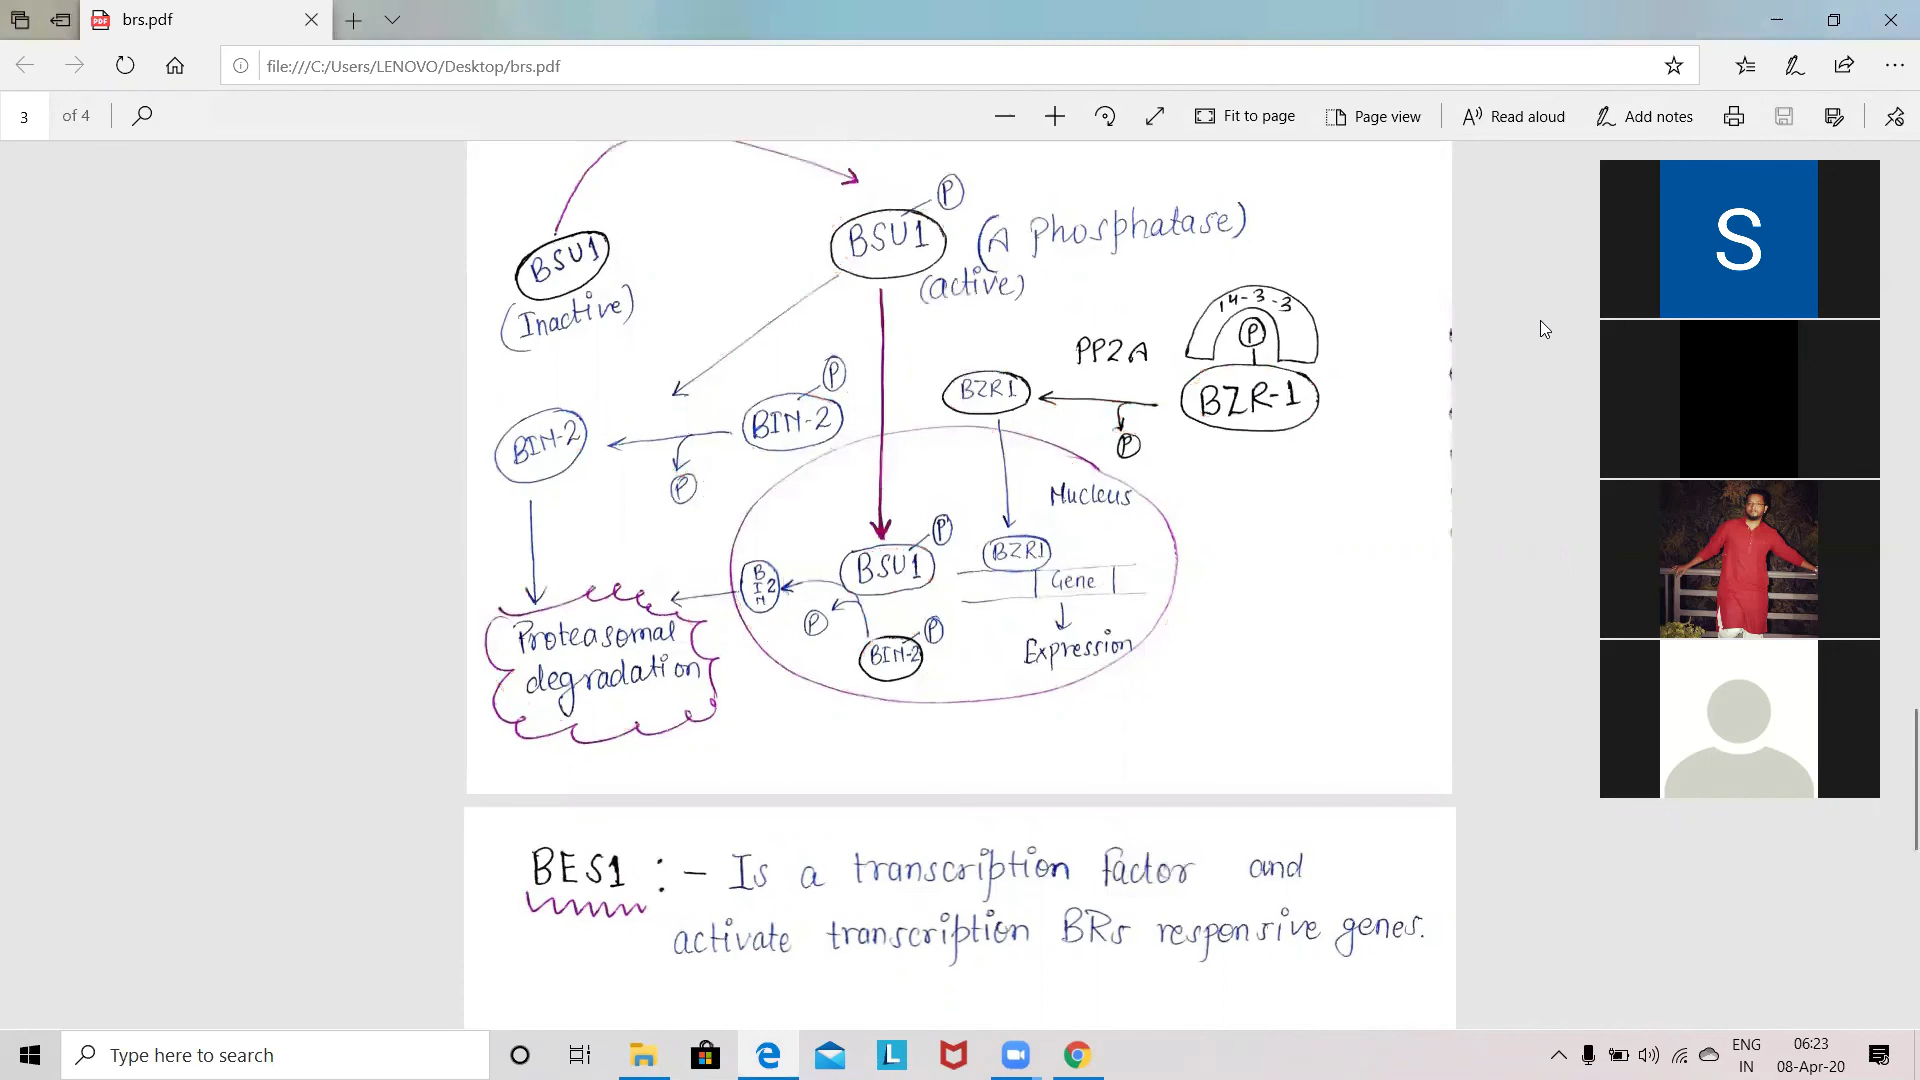 brs.pdf
file:///C:/Users/LENOVO/Desktop/brs.pdf
3 of 4
Fit to page
Page view
Read aloud
Add notes
P
BSU1
(A phosphatase)
(active)
BSU1
(Inactive)
S
14-3-3
P
BZR-1
PP2A
BZR1
P
P
BIN-2
BIN-2
P
Nucleus
P
BSU1
BZR1
Gene
BIN2
P
P
BIN-2
Expression
Proteasomal
degradation
BES1 :- Is a transcription factor and
activate transcription BRs responsive genes.
Type here to search
L
ENG
IN
06:23
08-Apr-20